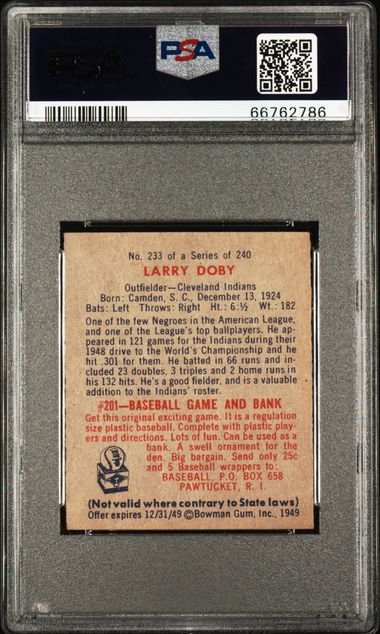 PSA
PSA
66762786
No. 233 of a Series of 240
LARRY DOBY
Outfielder—Cleveland Indians
Born: Camden, S. C., December 13, 1924
Bats: Left Throws: Right Ht.: 6:½ Wt.: 182
One of the few Negroes in the American League,
and one of the League's top ballplayers. He ap-
peared in 121 games for the Indians during their
1948 drive to the World's Championship and he
hit .301 for them. He batted in 66 runs and in-
cluded 23 doubles, 3 triples and 2 home runs in
his 132 hits. He's a good fielder, and is a valuable
addition to the Indians' roster.
#201—BASEBALL GAME AND BANK
Get this original exciting game. It is a regulation
size plastic baseball. Complete with plastic play-
ers and directions. Lots of fun. Can be used as a
bank. A swell ornament for the
den. Big bargain. Send only 25c
and 5 Baseball wrappers to:
BASEBALL, P.O. BOX 658
PAWTUCKET, R. I.
(Not valid where contrary to State laws)
Offer expires 12/31/49 ©Bowman Gum, Inc., 1949